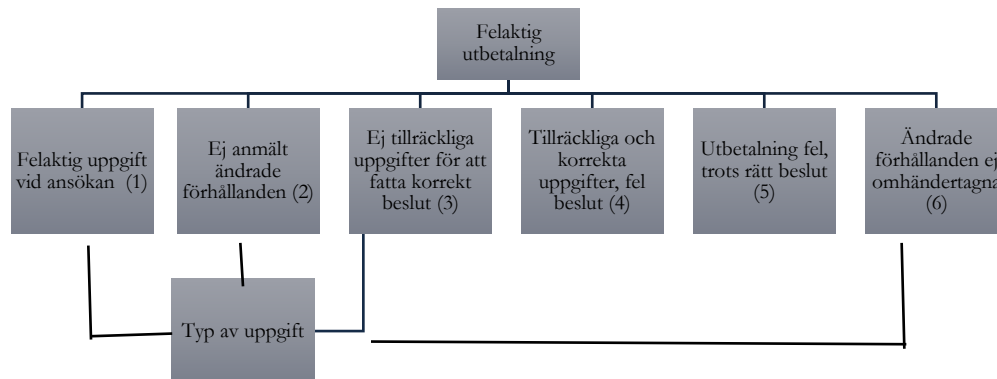 Felaktig
utbetalning
Felaktig uppgift
vid ansökan (1)
Ej anmält
ändrade
förhållanden (2)
Ej tillräckliga
uppgifter för att
fatta korrekt
beslut (3)
Tillräckliga och
korrekta
uppgifter, fel
beslut (4)
Utbetalning fel,
trots rätt beslut
(5)
Ändrade
förhållanden ej
omhändertagna
(6)
Typ av uppgift